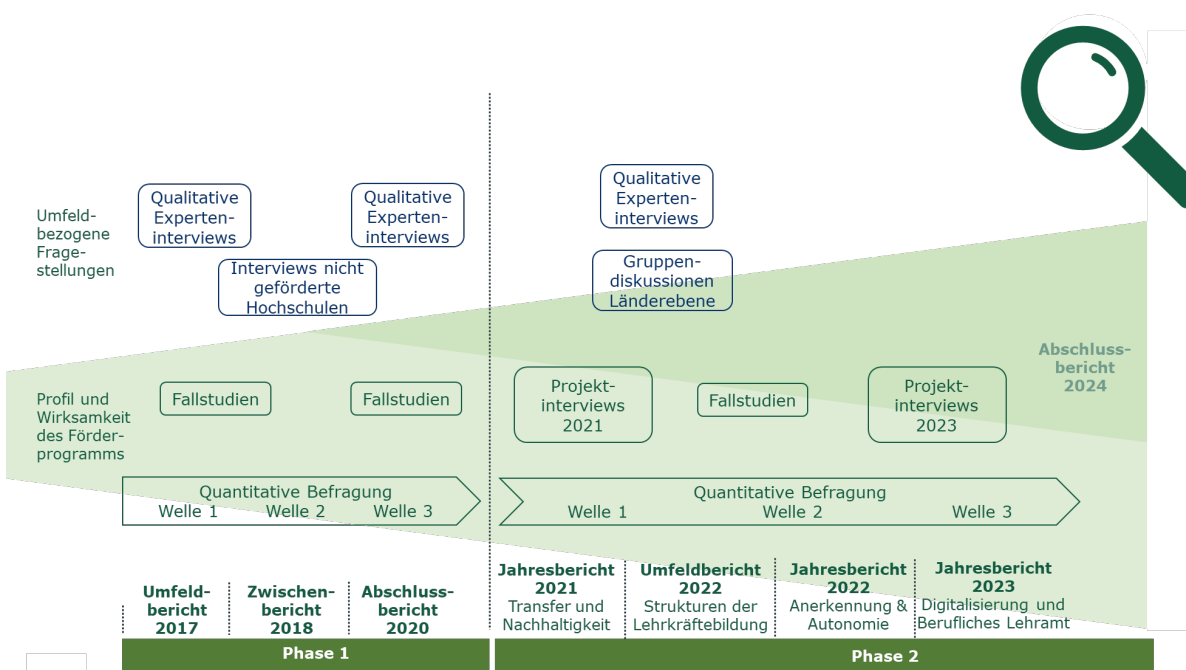 Umfeld-
bezogene
Frage-
stellungen
Qualitative
Experten-
interviews
Qualitative
Experten-
interviews
Interviews nicht
geförderte
Hochschulen
Qualitative
Experten-
interviews
Gruppen-
diskussionen
Länderebene
Abschluss-
bericht
2024
Profil und
Wirksamkeit
des Förder-
programms
Fallstudien
Fallstudien
Projekt-
interviews
2021
Fallstudien
Projekt-
interviews
2023
Quantitative Befragung
Welle 1 Welle 2 Welle 3
Quantitative Befragung
Welle 1 Welle 2 Welle 3
Umfeld-
bericht
2017
Zwischen-
bericht
2018
Abschluss-
bericht
2020
Jahresbericht
2021
Transfer und
Nachhaltigkeit
Umfeldbericht
2022
Strukturen der
Lehrkräftebildung
Jahresbericht
2022
Anerkennung &
Autonomie
Jahresbericht
2023
Digitalisierung und
Berufliches Lehramt
Phase 1
Phase 2